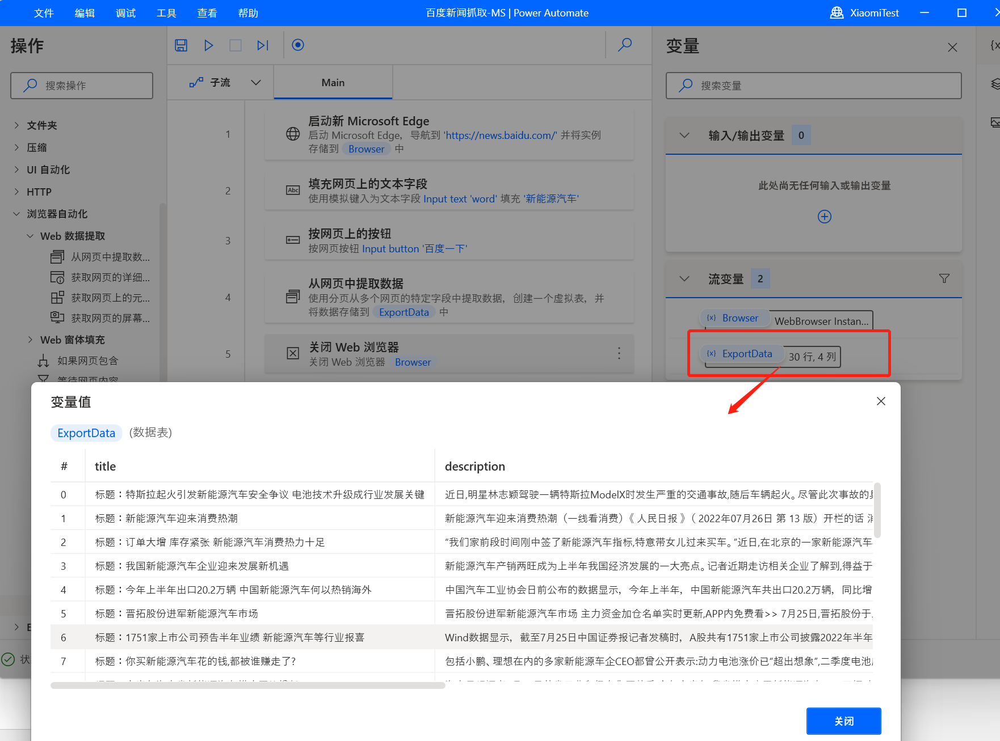 文件 编辑 调试 工具 查看 帮助 百度新闻抓取-MS | Power Automate XiaomiTest
操作
搜索操作
文件夹
压缩
UI 自动化
HTTP
浏览器自动化
Web 数据提取
从网页中提取数...
获取网页的详细...
获取网页上的元...
获取网页的屏幕...
Web 窗体填充
如果网页包含
等待网页内容
子流 Main
1
启动新 Microsoft Edge
启动 Microsoft Edge，导航到 'https://news.baidu.com/' 并将实例
存储到 Browser 中
2
填充网页上的文本字段
Abc
使用模拟键入为文本字段 Input text 'word' 填充 '新能源汽车'
3
按网页上的按钮
按网页按钮 Input button '百度一下'
4
从网页中提取数据
使用分页从多个网页的特定字段中提取数据，创建一个虚拟表，并
将数据存储到 ExportData 中
5
关闭 Web 浏览器
关闭 Web 浏览器 Browser
变量
{x
搜索变量
输入/输出变量 0
此处尚无任何输入或输出变量
流变量 2
{x} Browser WebBrowser Instan...
{x} ExportData 30 行, 4 列
状
变量值
ExportData (数据表)
# title description
0 标题：特斯拉起火引发新能源汽车安全争议 电池技术升级成行业发展关键 近日,明星林志颖驾驶一辆特斯拉ModelX时发生严重的交通事故,随后车辆起火。尽管此次事故的
1 标题：新能源汽车迎来消费热潮 新能源汽车迎来消费热潮（一线看消费）《 人民日报 》（ 2022年07月26日 第 13 版）开栏的话
2 标题：订单大增 库存紧张 新能源汽车消费热力十足 “我们家前段时间刚中签了新能源汽车指标,特意带女儿过来买车。”近日,在北京的一家新能源汽车
3 标题：我国新能源汽车企业迎来发展新机遇 新能源汽车产销两旺成为上半年我国经济发展的一大亮点。记者近期走访相关企业了解到,得益于
4 标题：今年上半年出口20.2万辆 中国新能源汽车何以热销海外 中国汽车工业协会日前公布的数据显示，今年上半年，中国新能源汽车共出口20.2万辆，同比增
5 标题：晋拓股份进军新能源汽车市场 晋拓股份进军新能源汽车市场 主力资金加仓名单实时更新,APP内免费看>> 7月25日,晋拓股份于
6 标题：1751家上市公司预告半年业绩 新能源汽车等行业报喜 Wind数据显示，截至7月25日中国证券报记者发稿时，A股共有1751家上市公司披露2022年半年
7 标题：你买新能源汽车花的钱,都被谁赚走了? 包括小鹏、理想在内的多家新能源车企CEO都曾公开表示:动力电池涨价已“超出想象”,二季度电池
关闭